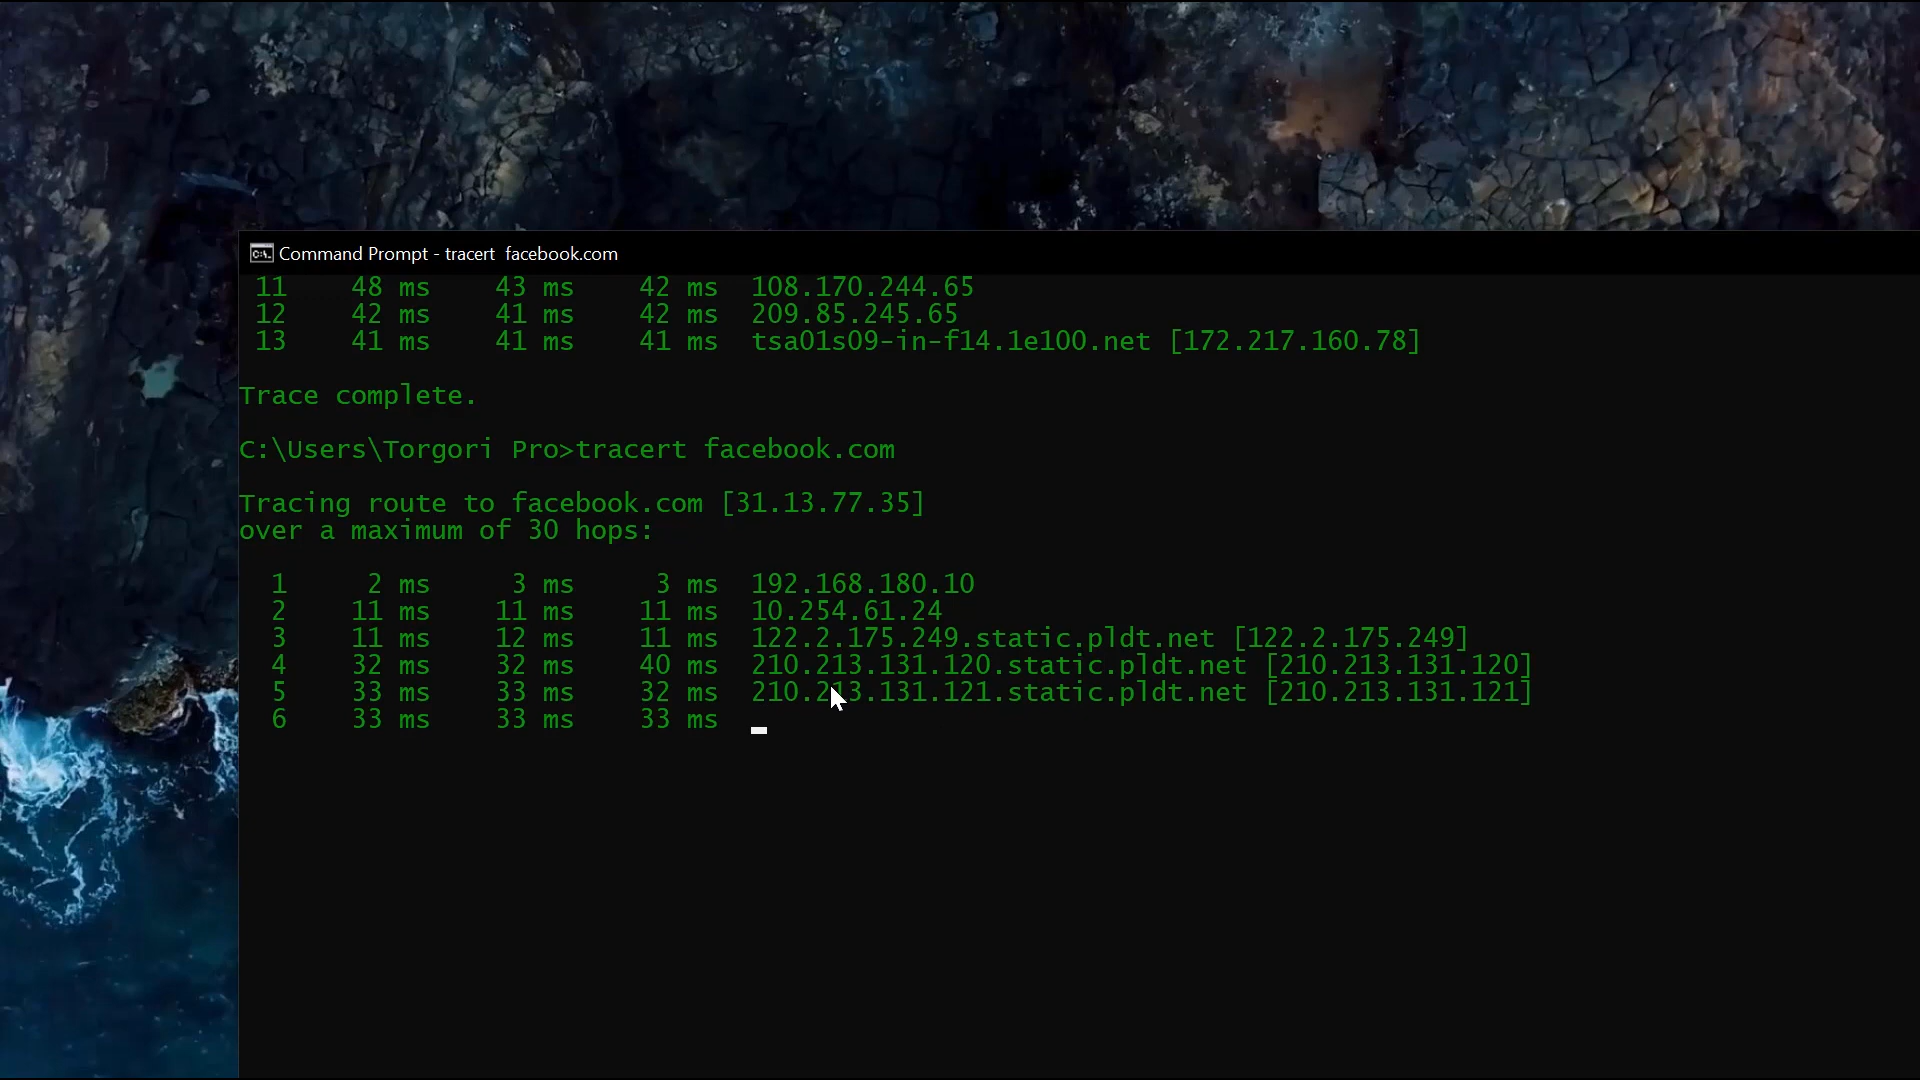 Command Prompt - tracert  facebook.com
11     48 ms     43 ms     42 ms  108.170.244.65
12     42 ms     41 ms     42 ms  209.85.245.65
13     41 ms     41 ms     41 ms  tsa01s09-in-f14.1e100.net [172.217.160.78]
Trace complete.
C:\Users\Torgori Pro>tracert facebook.com
Tracing route to facebook.com [31.13.77.35]
over a maximum of 30 hops:
1      2 ms      3 ms      3 ms  192.168.180.10
2     11 ms     11 ms     11 ms  10.254.61.24
3     11 ms     12 ms     11 ms  122.2.175.249.static.pldt.net [122.2.175.249]
4     32 ms     32 ms     40 ms  210.213.131.120.static.pldt.net [210.213.131.120]
5     33 ms     33 ms     32 ms  210.213.131.121.static.pldt.net [210.213.131.121]
6     33 ms     33 ms     33 ms